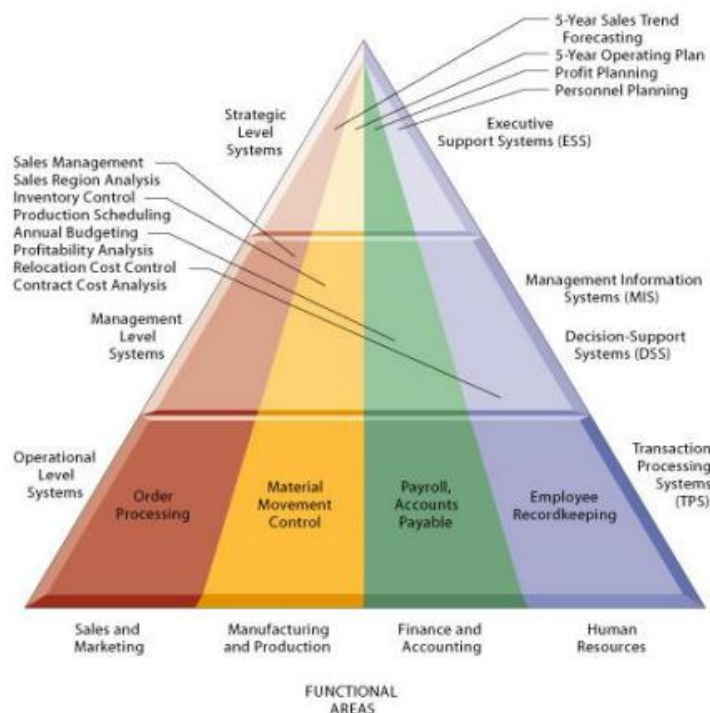 5-Year Sales Trend
Forecasting
5-Year Operating Plan
Profit Planning
Personnel Planning
Strategic
Level
Systems
Executive
Support Systems (ESS)
Sales Management
Sales Region Analysis
Inventory Control
Production Scheduling
Annual Budgeting
Profitability Analysis
Relocation Cost Control
Contract Cost Analysis
Management Information
Systems (MIS)
Management
Level
Systems
Decision-Support
Systems (DSS)
Operational
Level
Systems
Transaction
Processing
Systems
(TPS)
Order
Processing
Material
Movement
Control
Payroll,
Accounts
Payable
Employee
Recordkeeping
Sales and
Marketing
Manufacturing
and Production
Finance and
Accounting
Human
Resources
FUNCTIONAL
AREAS